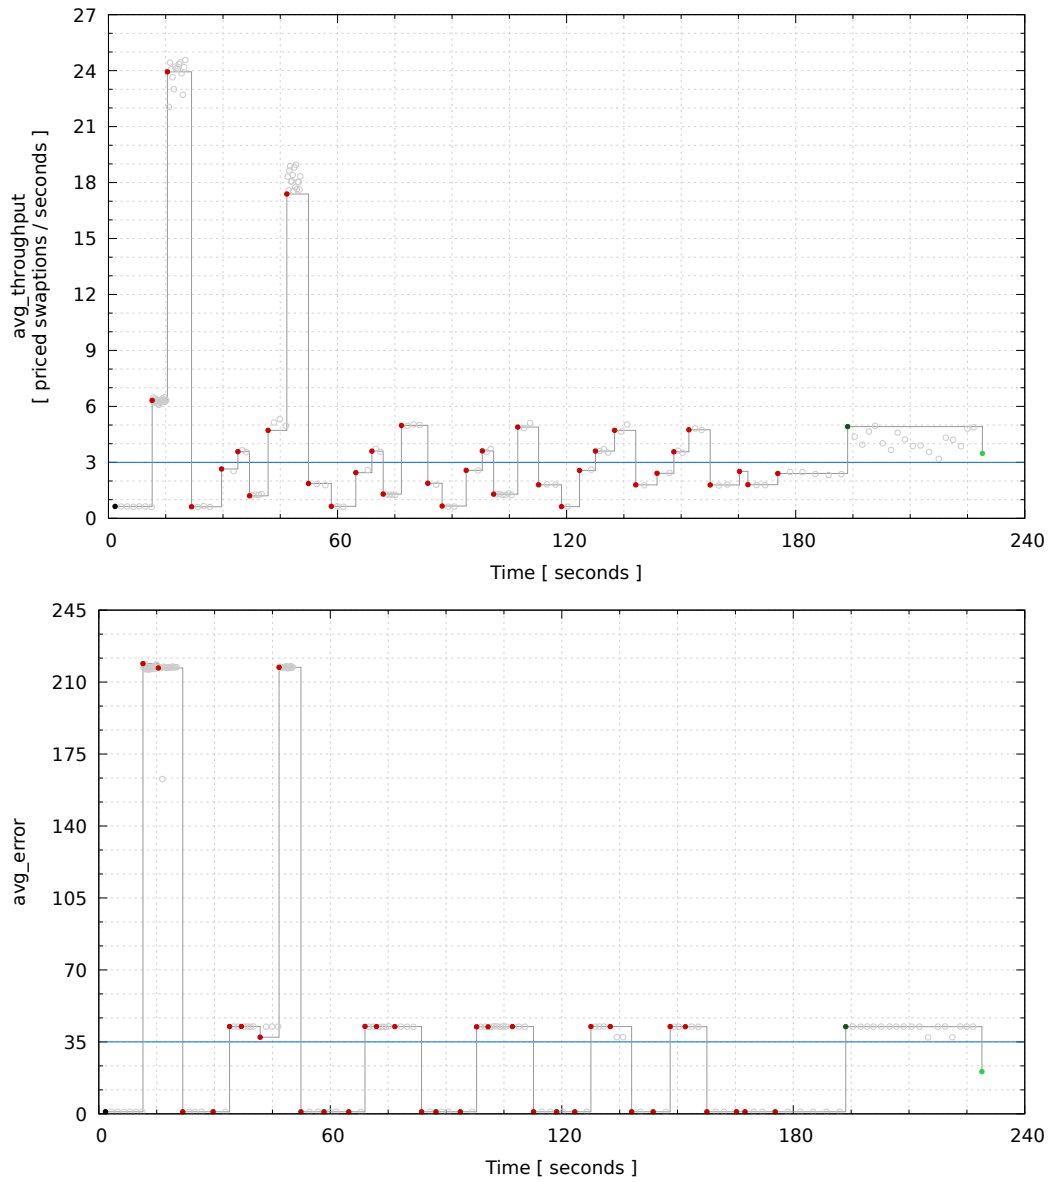 27
24
21
18
15
12
9
6
3
0
avg_throughput
[ priced swaptions / seconds ]
0 60 120 180 240
Time [ seconds ]
245
210
175
140
105
70
35
0
avg_error
0 60 120 180 240
Time [ seconds ]